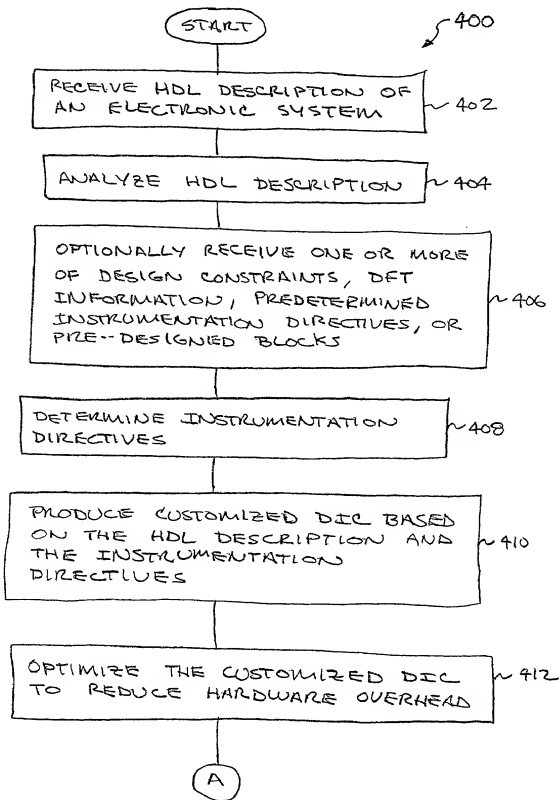 START
400
RECEIVE HDL DESCRIPTION OF
AN ELECTRONIC SYSTEM
402
ANALYZE HDL DESCRIPTION
404
OPTIONALLY RECEIVE ONE OR MORE
OF DESIGN CONSTRAINTS, DFT
INFORMATION, PREDETERMINED
INSTRUMENTATION DIRECTIVES, OR
PRE--DESIGNED BLOCKS
406
DETERMINE INSTRUMENTATION
DIRECTIVES
408
PRODUCE CUSTOMIZED DIC BASED
ON THE HDL DESCRIPTION AND
THE INSTRUMENTATION
DIRECTIVES
410
OPTIMIZE THE CUSTOMIZED DIC
TO REDUCE HARDWARE OVERHEAD
412
A